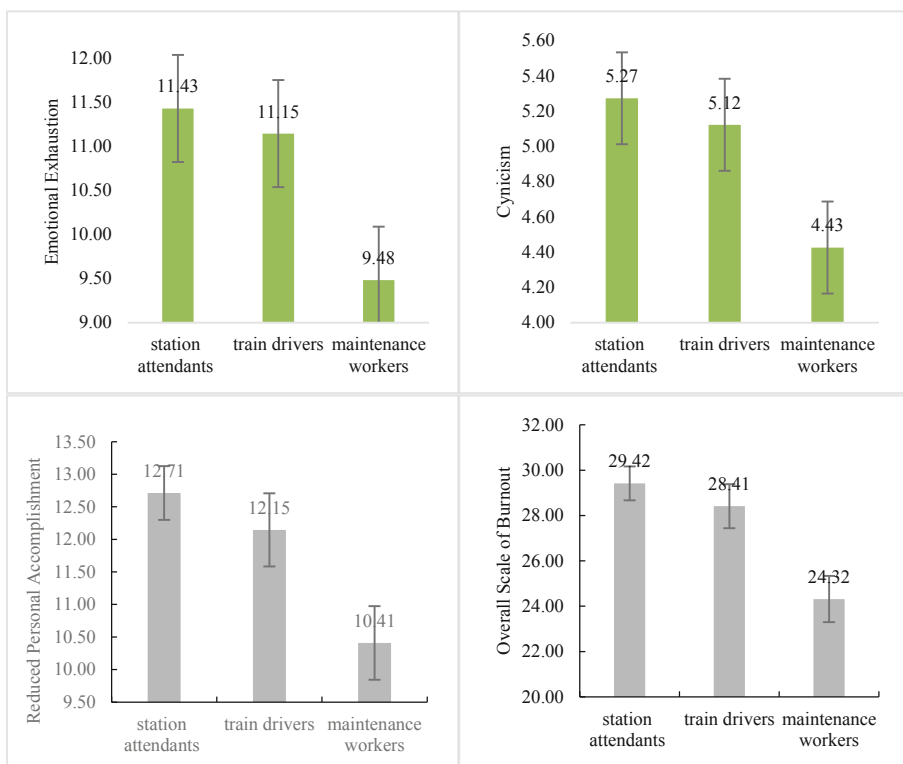 Emotional Exhaustion
12.00
11.50
11.00
10.50
10.00
9.50
9.00
11.43
11.15
9.48
station
attendants
train drivers
maintenance
workers
Cynicism
5.60
5.40
5.20
5.00
4.80
4.60
4.40
4.20
4.00
5.27
5.12
4.43
station
attendants
train drivers
maintenance
workers
Reduced Personal Accomplishment
13.50
13.00
12.50
12.00
11.50
11.00
10.50
10.00
9.50
12.71
12.15
10.41
station
attendants
train drivers
maintenance
workers
Overall Scale of Burnout
32.00
30.00
28.00
26.00
24.00
22.00
20.00
29.42
28.41
24.32
station
attendants
train drivers
maintenance
workers